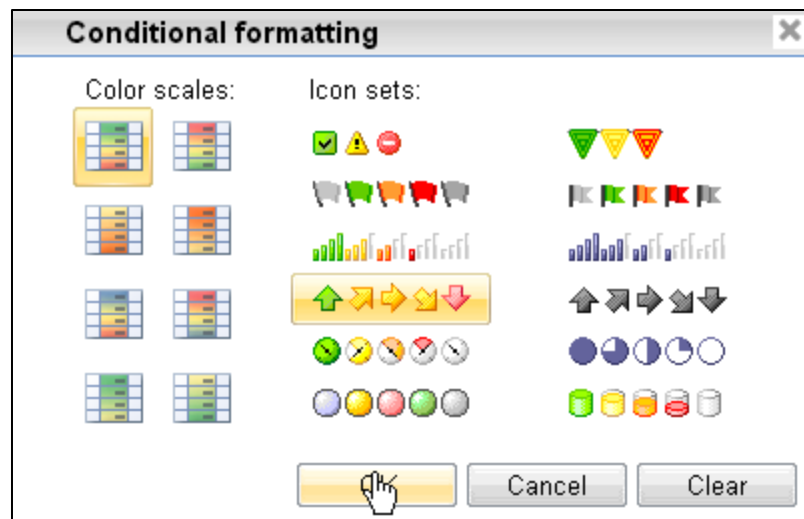 Conditional formatting
Color scales:
Icon sets:
Cancel
Clear